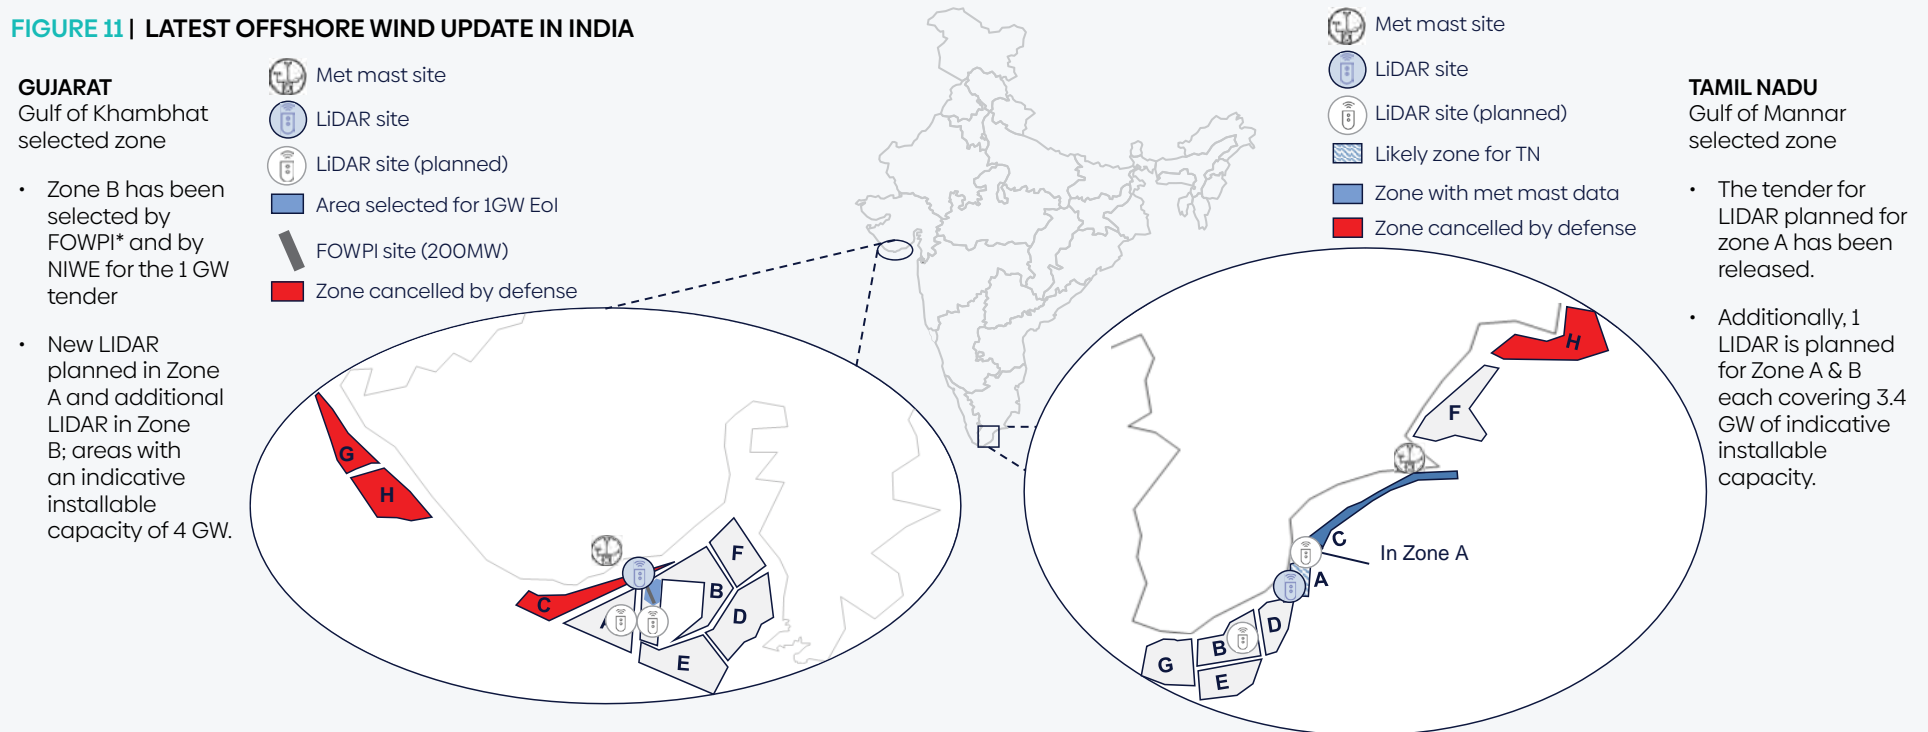 FIGURE 11 | LATEST OFFSHORE WIND UPDATE IN INDIA
GUJARAT
Gulf of Khambhat
selected zone
• Zone B has been
selected by
FOWPI* and by
NIWE for the 1 GW
tender
• New LIDAR
planned in Zone
A and additional
LIDAR in Zone
B; areas with
an indicative
installable
capacity of 4 GW.
Met mast site
LiDAR site
LiDAR site (planned)
Area selected for 1GW EoI
FOWPI site (200MW)
Zone cancelled by defense
G
H
C
A
B
F
D
E
Met mast site
LiDAR site
LiDAR site (planned)
Likely zone for TN
Zone with met mast data
Zone cancelled by defense
H
F
C
In Zone A
A
D
B
G
E
TAMIL NADU
Gulf of Mannar
selected zone
• The tender for
LIDAR planned for
zone A has been
released.
• Additionally, 1
LIDAR is planned
for Zone A & B
each covering 3.4
GW of indicative
installable
capacity.